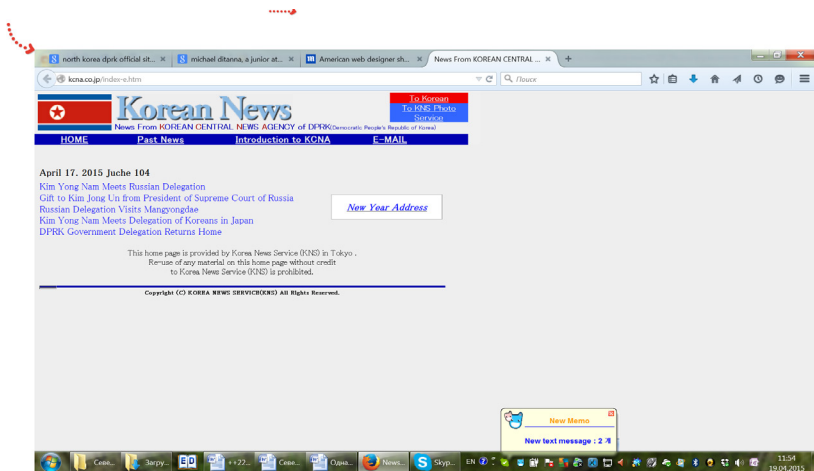 north korea dprk official sit...
michael ditanna, a junior at...
American web designer sh...
News From KOREAN CENTRAL ...
kcna.co.jp/index-e.htm
Поиск
Korean News
News From KOREAN CENTRAL NEWS AGENCY of DPRK(Democratic People's Republic of Korea)
To Korean
To KNS Photo
Service
HOME Past News Introduction to KCNA E-MAIL
April 17. 2015 Juche 104
Kim Yong Nam Meets Russian Delegation
Gift to Kim Jong Un from President of Supreme Court of Russia
Russian Delegation Visits Mangyongdae
Kim Yong Nam Meets Delegation of Koreans in Japan
DPRK Government Delegation Returns Home
New Year Address
This home page is provided by Korea News Service (KNS) in Tokyo .
Re-use of any material on this home page without credit
to Korea News Service (KNS) is prohibited.
Copyright (C) KOREA NEWS SERVICE(KNS) All Rights Reserved.
New Memo
New text message : 2 개
Севе...
Загру...
ED
++22...
Севе...
Одна...
News...
Skyp...
EN
11:54
19.04.2015